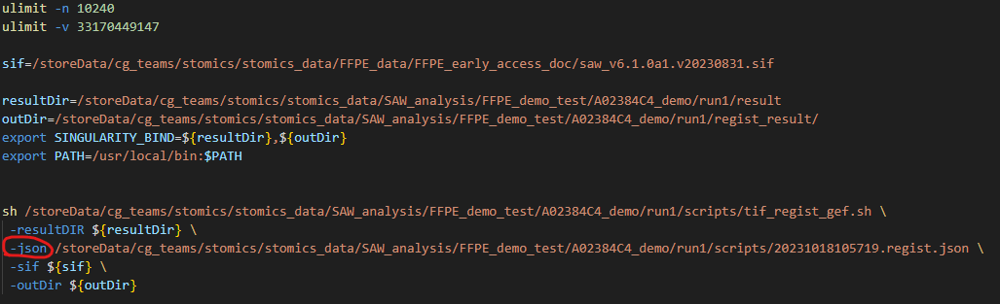 ulimit -n 10240
ulimit -v 33170449147
sif=/storeData/cg_teams/stomics/stomics_data/FFPE_data/FFPE_early_access_doc/saw_v6.1.0a1.v20230831.sif
resultDir=/storeData/cg_teams/stomics/stomics_data/SAW_analysis/FFPE_demo_test/A02384C4_demo/run1/result
outDir=/storeData/cg_teams/stomics/stomics_data/SAW_analysis/FFPE_demo_test/A02384C4_demo/run1/regist_result/
export SINGULARITY_BIND=${resultDir},${outDir}
export PATH=/usr/local/bin:$PATH
sh /storeData/cg_teams/stomics/stomics_data/SAW_analysis/FFPE_demo_test/A02384C4_demo/run1/scripts/tif_regist_gef.sh \
-resultDIR ${resultDir} \
-json /storeData/cg_teams/stomics/stomics_data/SAW_analysis/FFPE_demo_test/A02384C4_demo/run1/scripts/20231018105719.regist.json \
-sif ${sif} \
-outDir ${outDir}